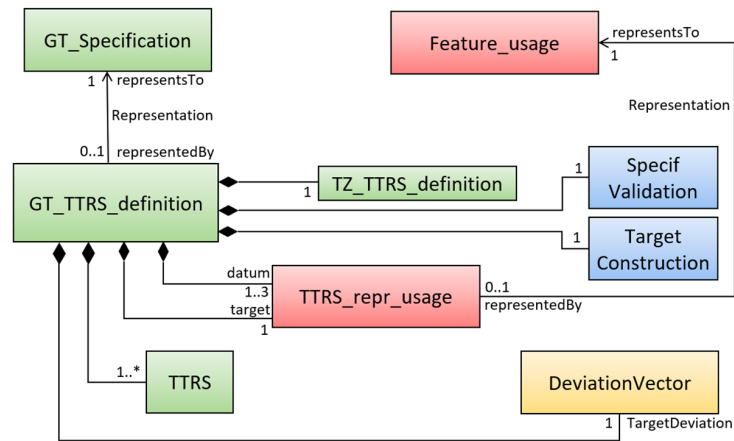 GT_Specification
Feature_usage
representsTo
1
1
representsTo
Representation
Representation
0..1
representedBy
GT_TTRS_definition
TZ_TTRS_definition
1
1
Specif
Validation
1
Target
Construction
datum
1..3
target
1
TTRS_repr_usage
0..1
representedBy
1..*
TTRS
DeviationVector
1
TargetDeviation